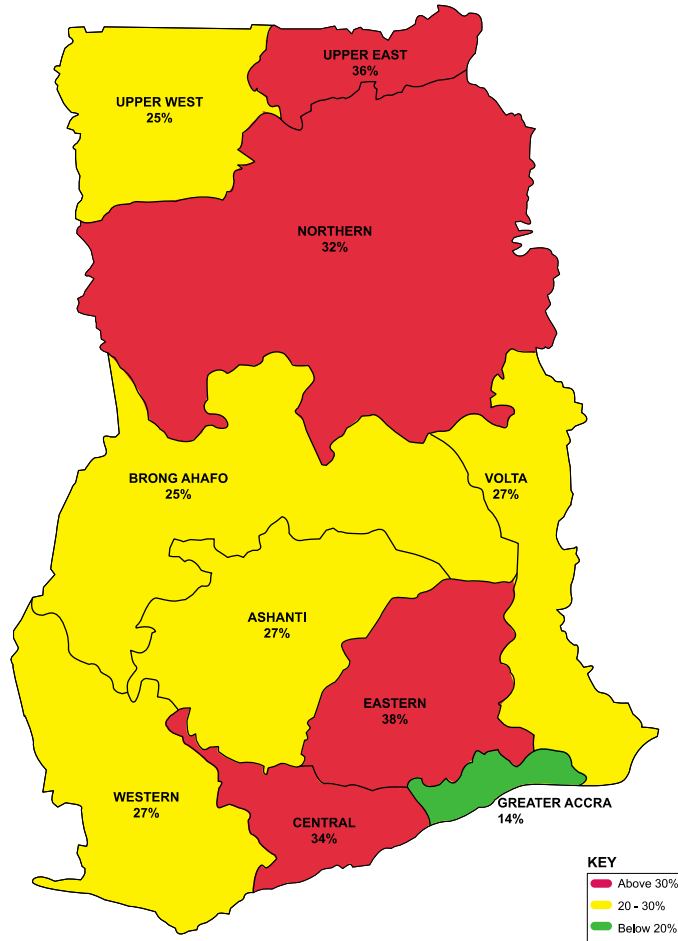 UPPER EAST
36%
UPPER WEST
25%
NORTHERN
32%
BRONG AHAFO
25%
VOLTA
27%
ASHANTI
27%
EASTERN
38%
WESTERN
27%
CENTRAL
34%
GREATER ACCRA
14%
KEY
Above 30%
20 - 30%
Below 20%